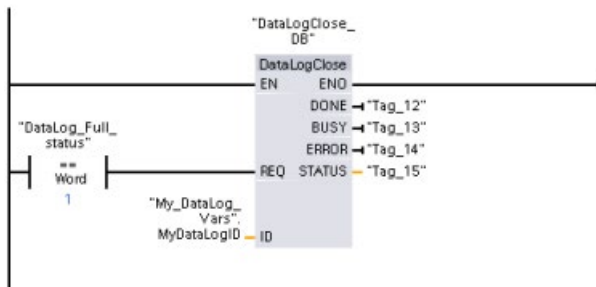 "DataLogClose_
DB"
DataLogClose
EN ENO
DONE "Tag_12"
BUSY "Tag_13"
"DataLog_Full_
status"
ERROR "Tag_14"
==
Word
1
REQ STATUS "Tag_15"
"My_DataLog_
Vars".
MyDataLogID ID